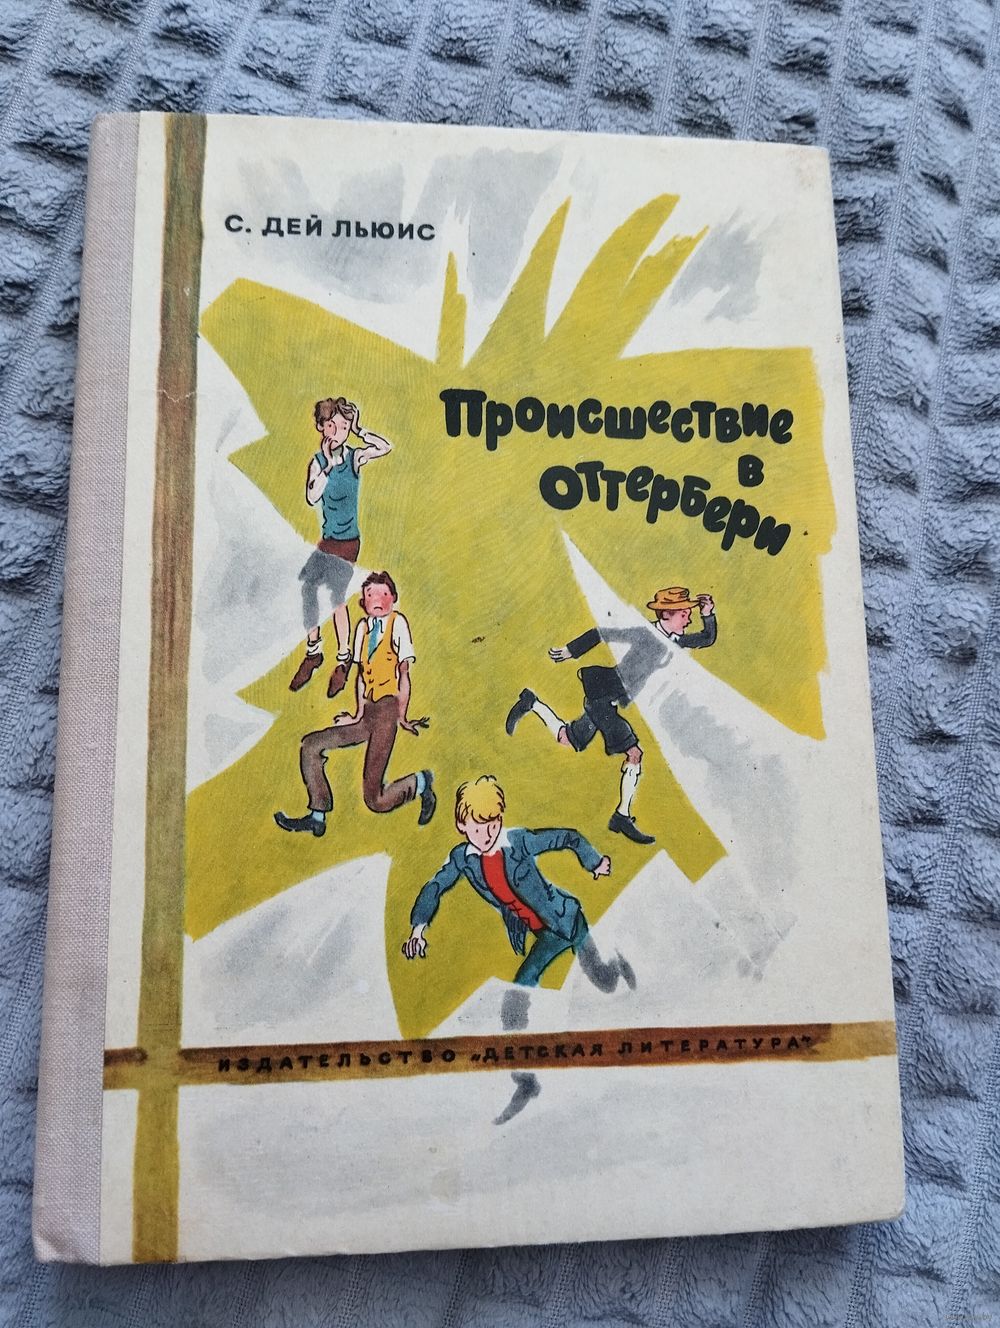 С. ДЕЙ ЛЬЮИС
Происшествие
в
Оттербери
ИЗДАТЕЛЬСТВО „ДЕТСКАЯ ЛИТЕРАТУРА"